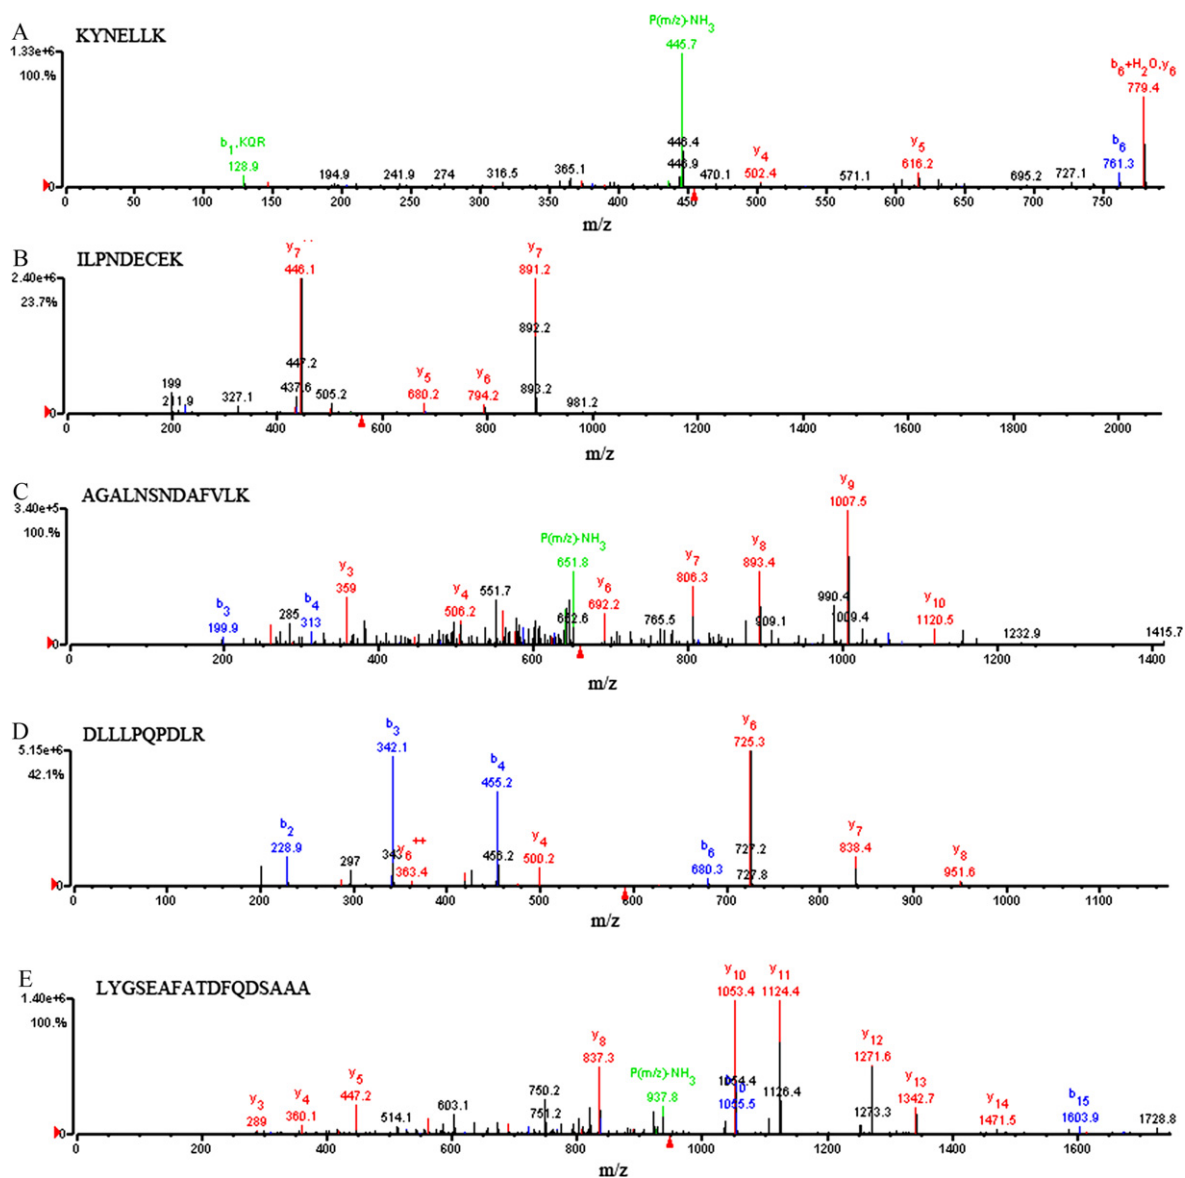 A
KYNELLK
1.33e+6
100.%
0
b1,KQR
128.9
194.9
241.9
274
316.5
365.1
P(m/z)-NH3
445.7
446.4
446.9
470.1
y4
502.4
571.1
y5
616.2
695.2
727.1
b6
761.3
b6+H2O,y6
779.4
0 50 100 150 200 250 300 350 400 450 500 550 600 650 700 750
m/z
B
ILPNDECEK
2.40e+6
23.7%
0
199
211.9
327.1
y7++
446.1
447.2
437.6
505.2
y5
680.2
y6
794.2
y7
891.2
892.2
893.2
981.2
0 200 400 600 800 1000 1200 1400 1600 1800 2000
m/z
C
AGALNSNDAFVLK
3.40e+5
100.%
0
b3
199.9
285
b4
313
y3
359
y4
506.2
551.7
P(m/z)-NH3
651.8
652.6
y6
692.2
765.5
y7
806.3
y8
893.4
909.1
990.4
y9
1007.5
1009.4
y10
1120.5
1232.9
1415.7
0 200 400 600 800 1000 1200 1400
m/z
D
DLLLPQPDLR
5.15e+6
42.1%
0
b2
228.9
297
b3
342.1
343
y6++
363.4
b4
455.2
456.2
y4
500.2
b6
680.3
y6
725.3
727.2
727.8
y7
838.4
y8
951.6
0 100 200 300 400 500 600 700 800 900 1000 1100
m/z
E
LYGSEAFATDFQDSAAA
1.40e+6
100.%
0
y3
289
y4
360.1
y5
447.2
514.1
603.1
750.2
751.2
y8
837.3
P(m/z)-NH3
937.8
y10
1053.4
1054.4
1055.5
y11
1124.4
1126.4
y12
1271.6
1273.3
y13
1342.7
y14
1471.5
b15
1603.9
1728.8
0 200 400 600 800 1000 1200 1400 1600
m/z